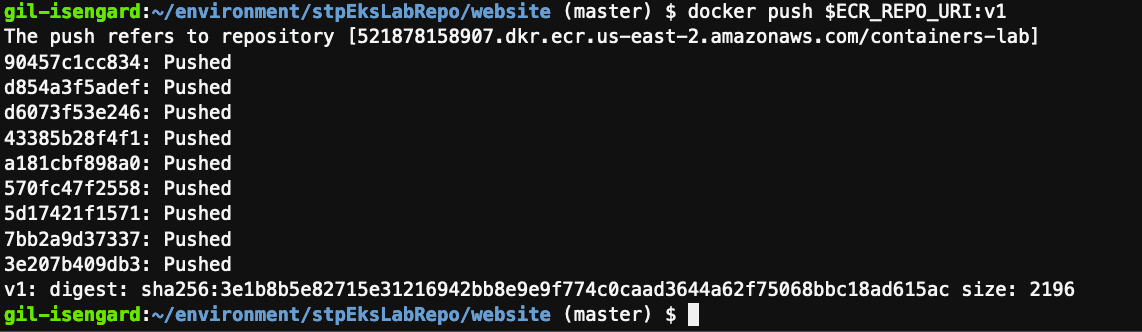 gil-isengard:~/environment/stpEksLabRepo/website (master) $ docker push $ECR_REPO_URI:v1
The push refers to repository [521878158907.dkr.ecr.us-east-2.amazonaws.com/containers-lab]
90457c1cc834: Pushed
d854a3f5adef: Pushed
d6073f53e246: Pushed
43385b28f4f1: Pushed
a181cbf898a0: Pushed
570fc47f2558: Pushed
5d17421f1571: Pushed
7bb2a9d37337: Pushed
3e207b409db3: Pushed
v1: digest: sha256:3e1b8b5e82715e31216942bb8e9e9f774c0caad3644a62f75068bbc18ad615ac size: 2196
gil-isengard:~/environment/stpEksLabRepo/website (master) $